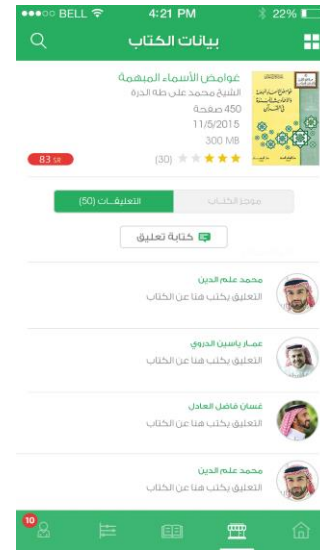 BELL
4:21 PM
22%
بيانات الكتاب
غوامض الأسماء المبهمة
الشيخ محمد على طه الدرة
450 صفحة
11/5/2015
300 MB
(30)
83 SR
موجز الكتاب
التعليقات (50)
كتابة تعليق
محمد علم الدين
التعليق يكتب هنا عن الكتاب
عمار ياسين الدروي
التعليق يكتب هنا عن الكتاب
غسان فاضل العادل
التعليق يكتب هنا عن الكتاب
محمد علم الدين
التعليق يكتب هنا عن الكتاب
10